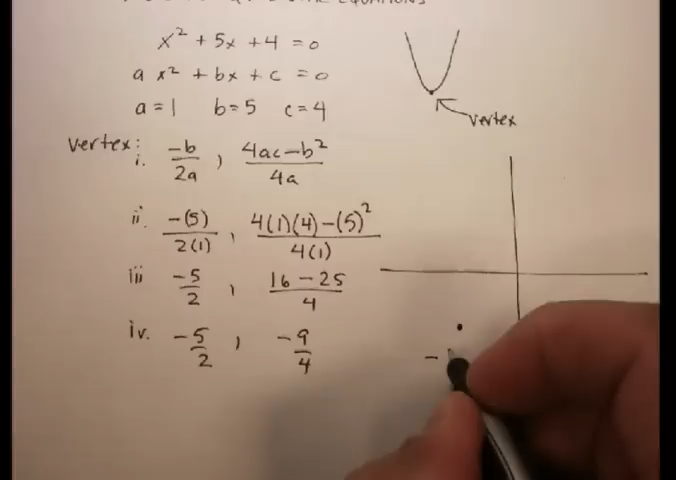 EQUATIONS
x² + 5x + 4 = 0
a x² + bx + c = 0
a = 1 b = 5 c = 4
vertex
vertex:
i. -b/2a , 4ac-b²/4a
ii. -(5)/2(1) , 4(1)(4)-(5)²/4(1)
iii -5/2 , 16-25/4
iv. -5/2 , -9/4
-